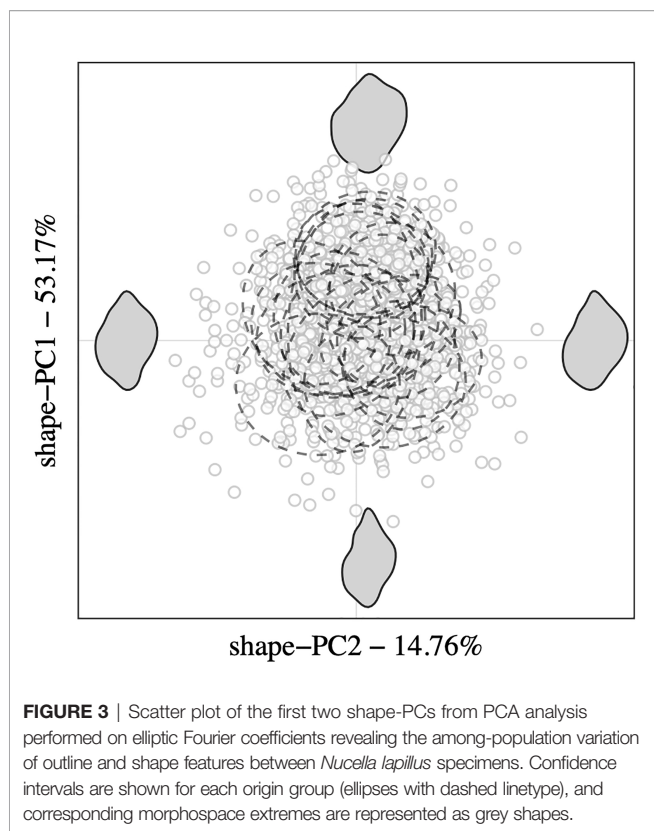 shape–PC1 – 53.17%
shape–PC2 – 14.76%
FIGURE 3 | Scatter plot of the first two shape-PCs from PCA analysis
performed on elliptic Fourier coefficients revealing the among-population variation
of outline and shape features between Nucella lapillus specimens. Confidence
intervals are shown for each origin group (ellipses with dashed linetype), and
corresponding morphospace extremes are represented as grey shapes.